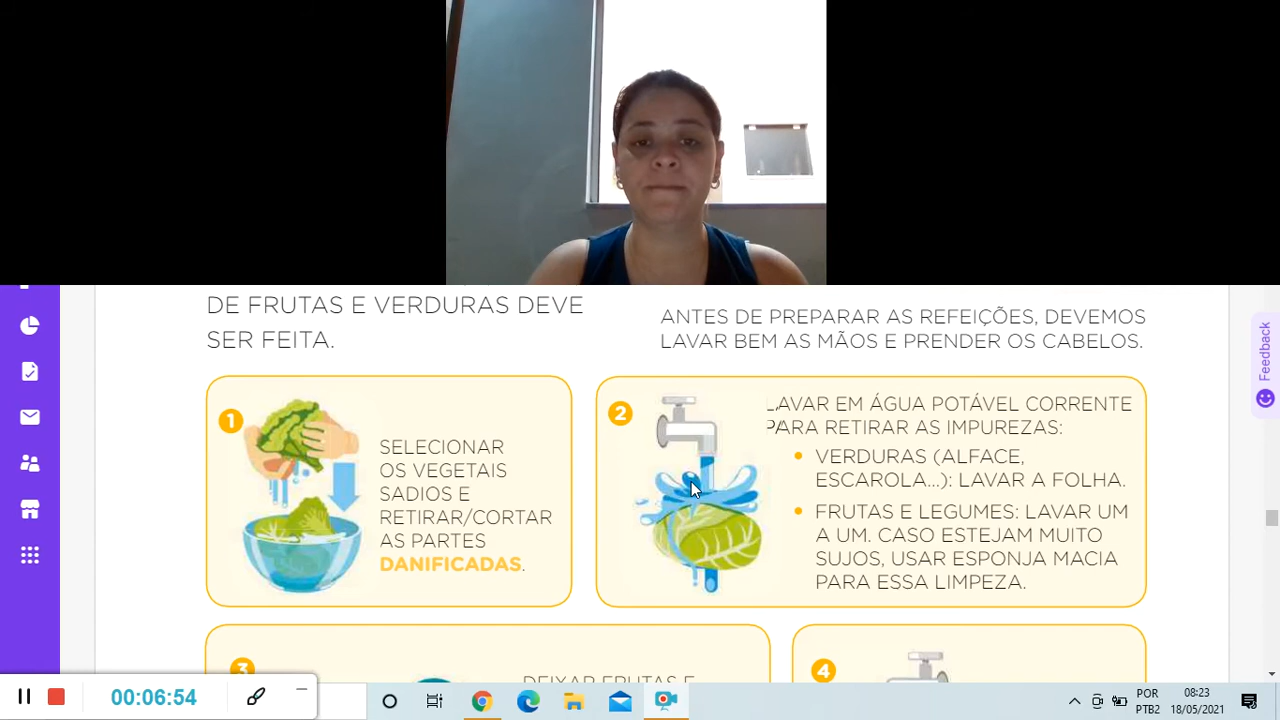 DE FRUTAS E VERDURAS DEVE
SER FEITA.
ANTES DE PREPARAR AS REFEIÇÕES, DEVEMOS
LAVAR BEM AS MÃOS E PRENDER OS CABELOS.
1
SELECIONAR
OS VEGETAIS
SADIOS E
RETIRAR/CORTAR
AS PARTES
DANIFICADAS.
2
LAVAR EM ÁGUA POTÁVEL CORRENTE
PARA RETIRAR AS IMPUREZAS:
• VERDURAS (ALFACE,
ESCAROLA...): LAVAR A FOLHA.
• FRUTAS E LEGUMES: LAVAR UM
A UM. CASO ESTEJAM MUITO
SUJOS, USAR ESPONJA MACIA
PARA ESSA LIMPEZA.
3
DEIXAR FRUTAS E
4
Feedback
00:06:54
POR
PTB2
08:23
18/05/2021